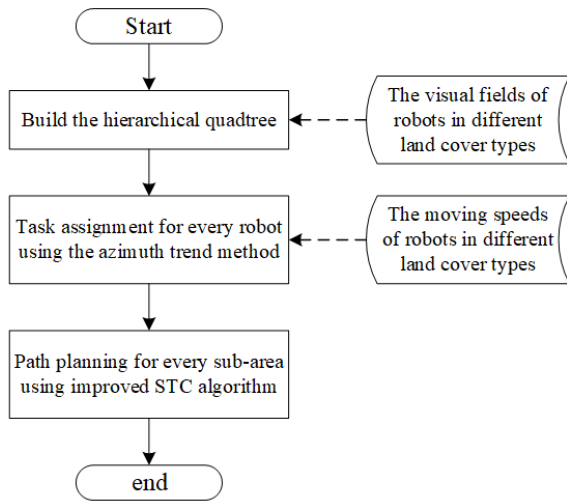 Start
Build the hierarchical quadtree
The visual fields of
robots in different
land cover types
Task assignment for every robot
using the azimuth trend method
The moving speeds
of robots in different
land cover types
Path planning for every sub-area
using improved STC algorithm
end